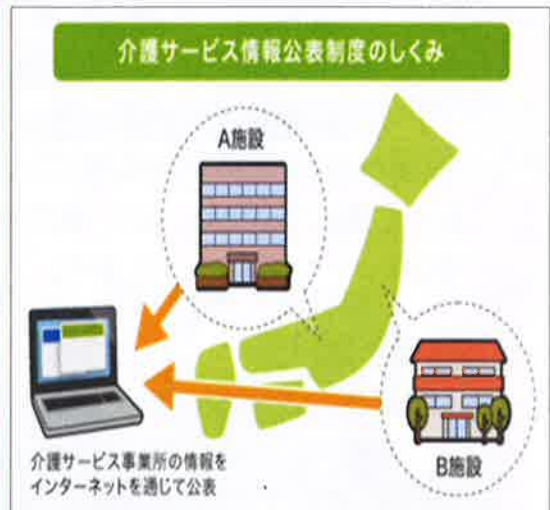 介護サービス情報公表制度のしくみ
A施設
B施設
介護サービス事業所の情報を
インターネットを通じて公表